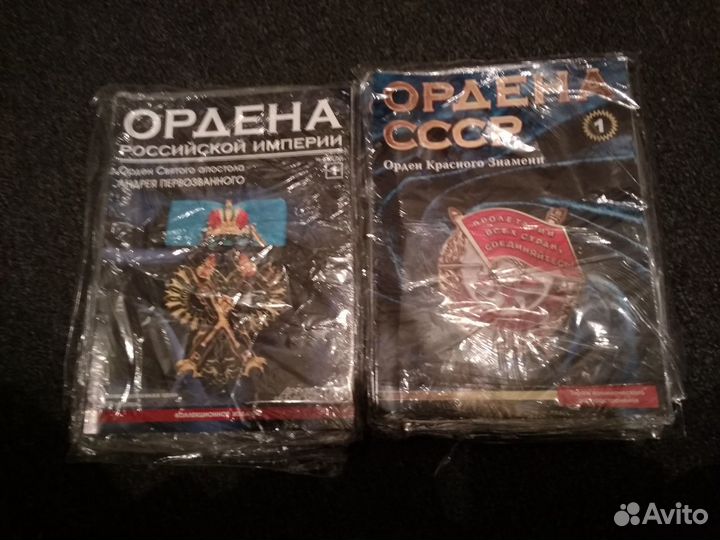 ОРДЕНА
РОССИЙСКОЙ ИМПЕРИИ
Орден Святого апостола
АНДРЕЯ ПЕРВОЗВАННОГО
1
КОЛЛЕКЦИОННОЕ
ОРДЕНА
СССР
1
Орден Красного Знамени
ПРОЛЕТАРИИ
ВСЕХ СТРАН,
СОЕДИНЯЙТЕСЬ
Avito